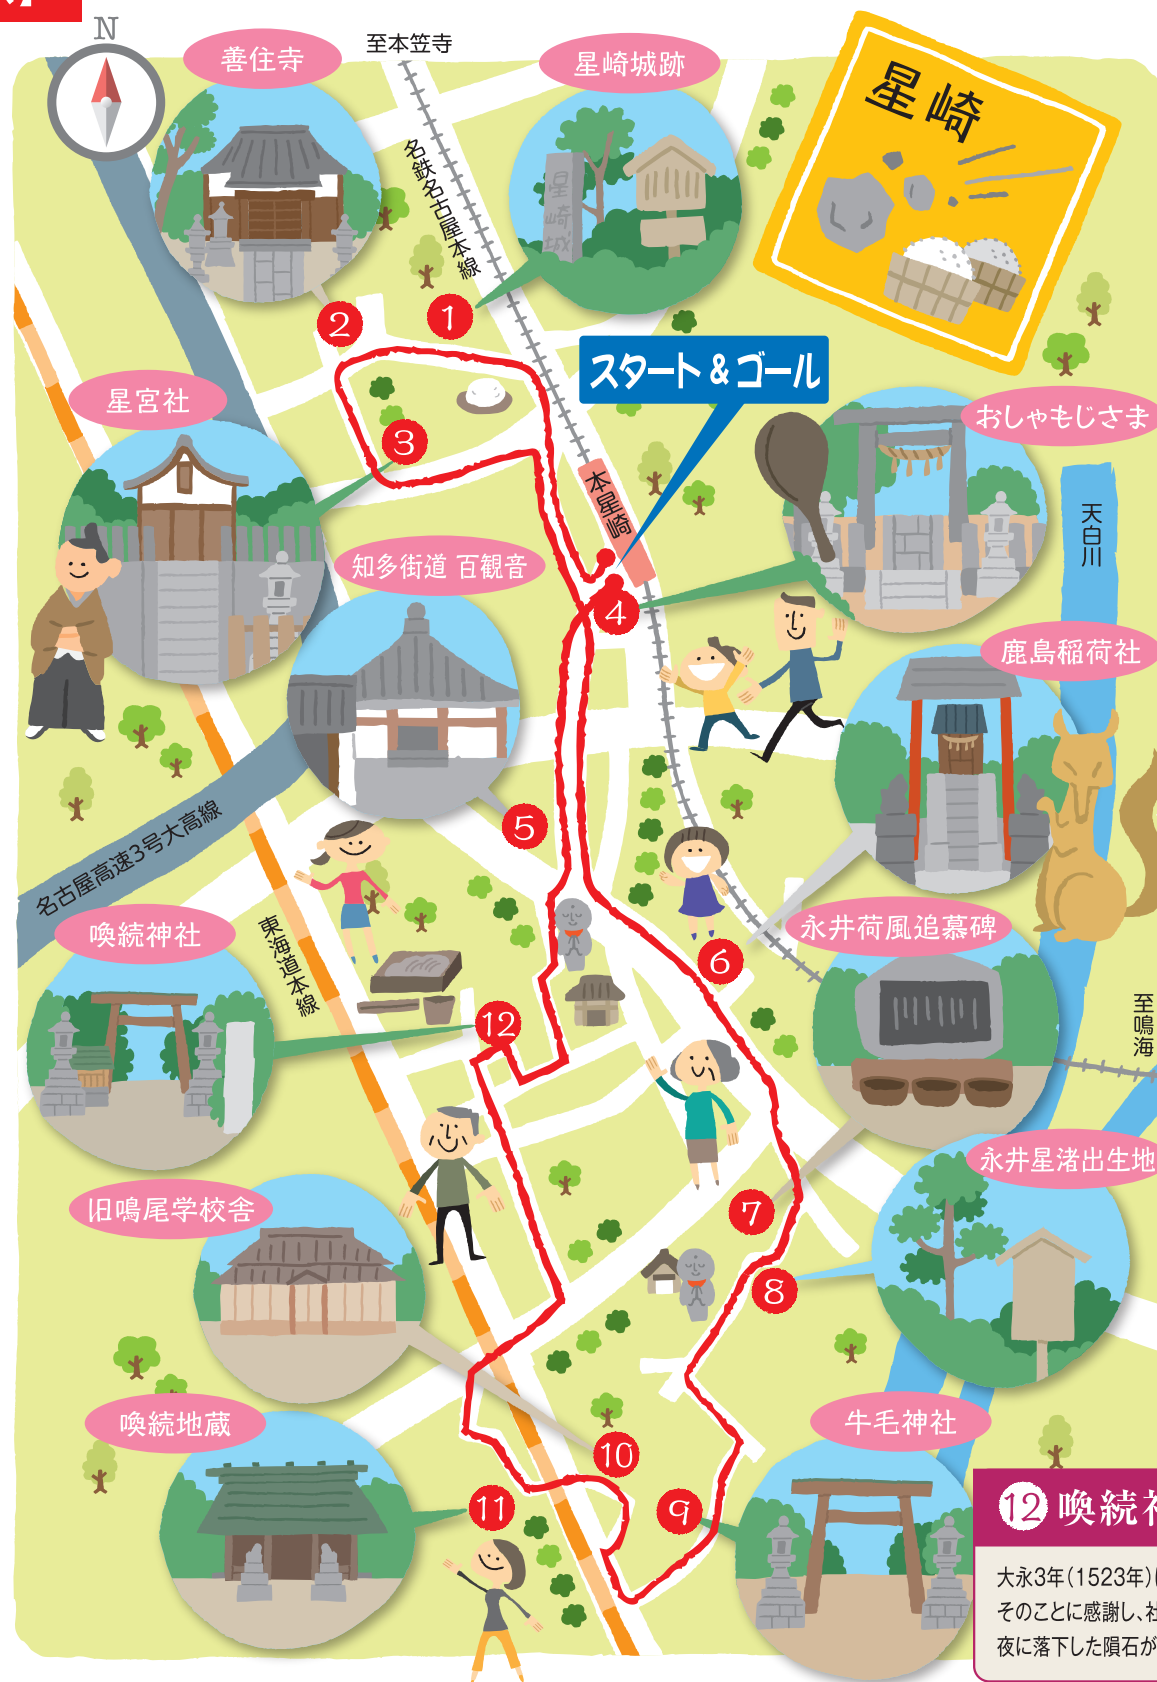 N
善住寺
至本笠寺
星崎城跡
星崎
名鉄名古屋本線
星崎城
1
2
スタート & ゴール
星宮社
3
おしゃもじさま
本星崎
天白川
知多街道 百観音
4
鹿島稲荷社
5
名古屋高速3号大高線
喚続神社
東海道本線
永井荷風追慕碑
6
至鳴海
12
永井星渚出生地
旧鳴尾学校舎
7
8
喚続地蔵
牛毛神社
10
11
9
12 喚続
大永3年(1523年)
そのことに感謝し、社
夜に落下した隕石が